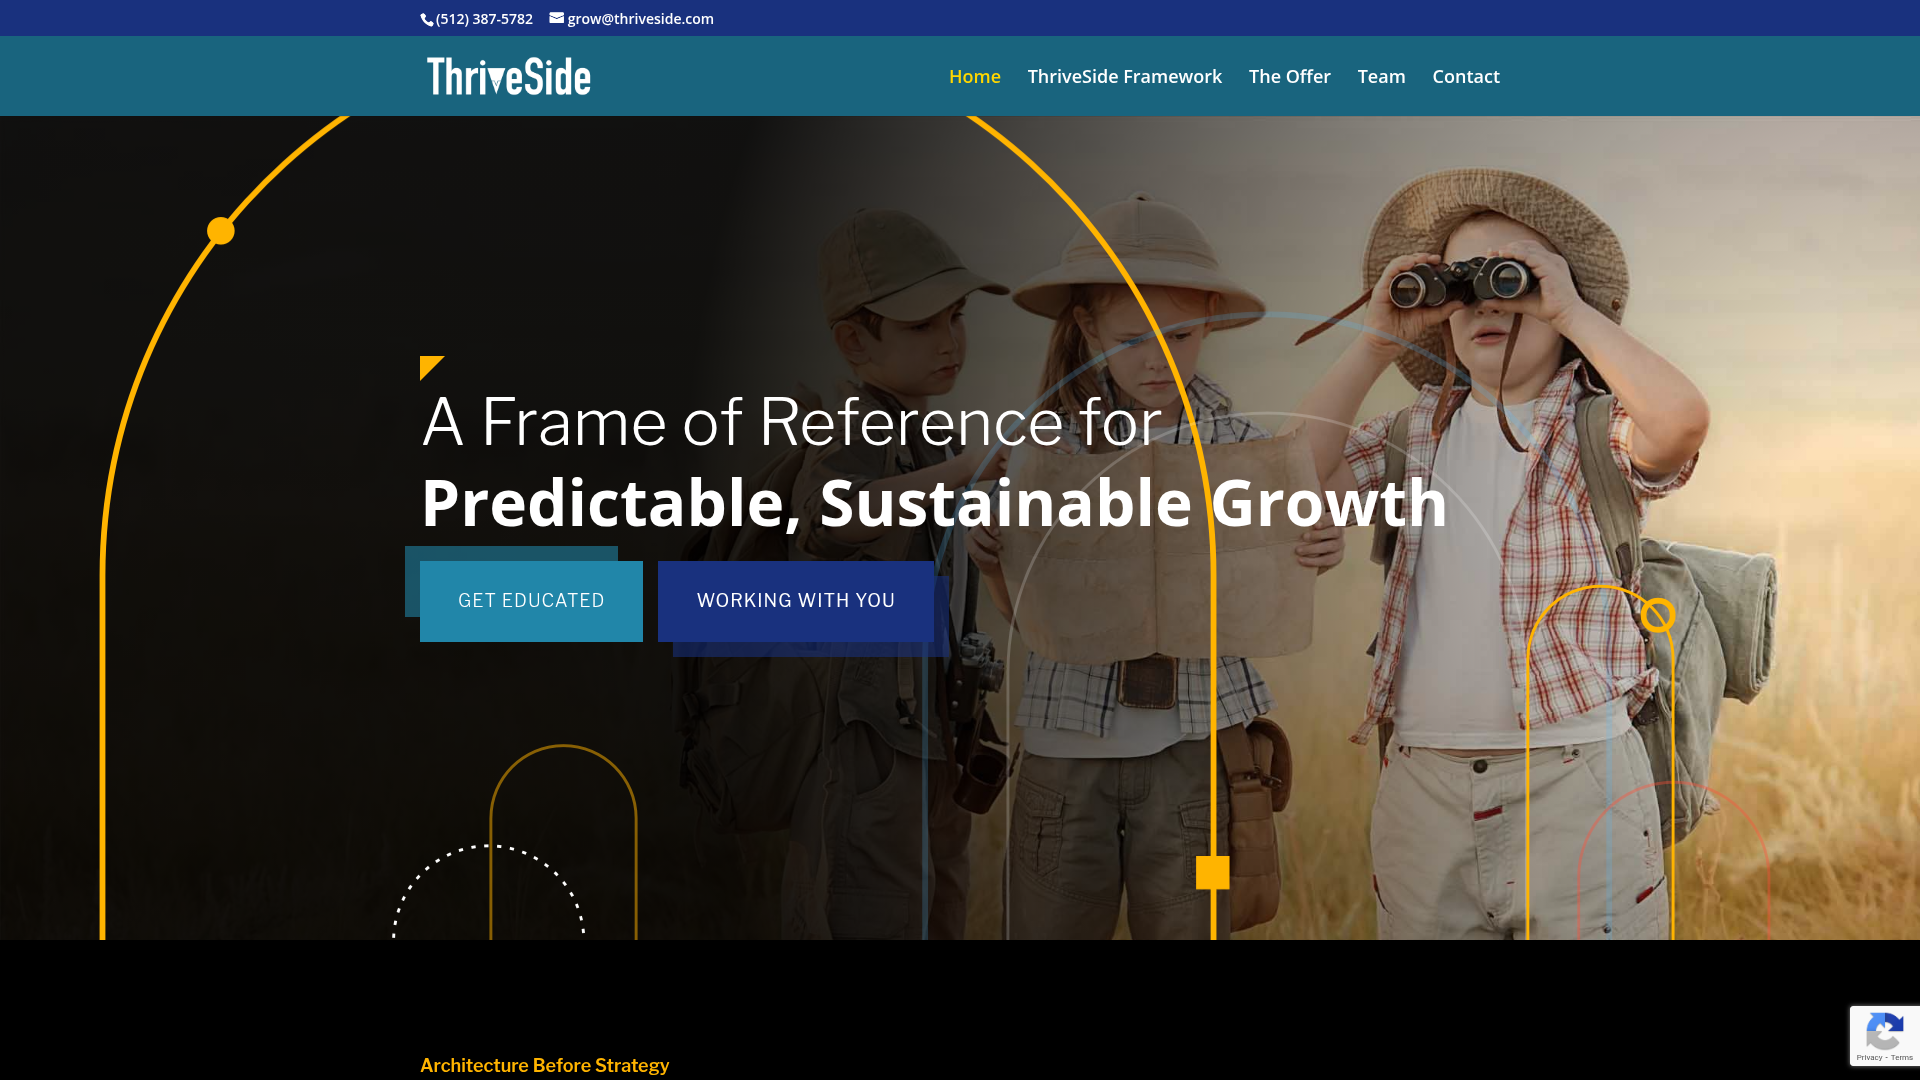 (512) 387-5782 grow@thriveside.com
ThriveSide
Home ThriveSide Framework The Offer Team Contact
A Frame of Reference for
Predictable, Sustainable Growth
GET EDUCATED WORKING WITH YOU
Architecture Before Strategy
Privacy - Terms